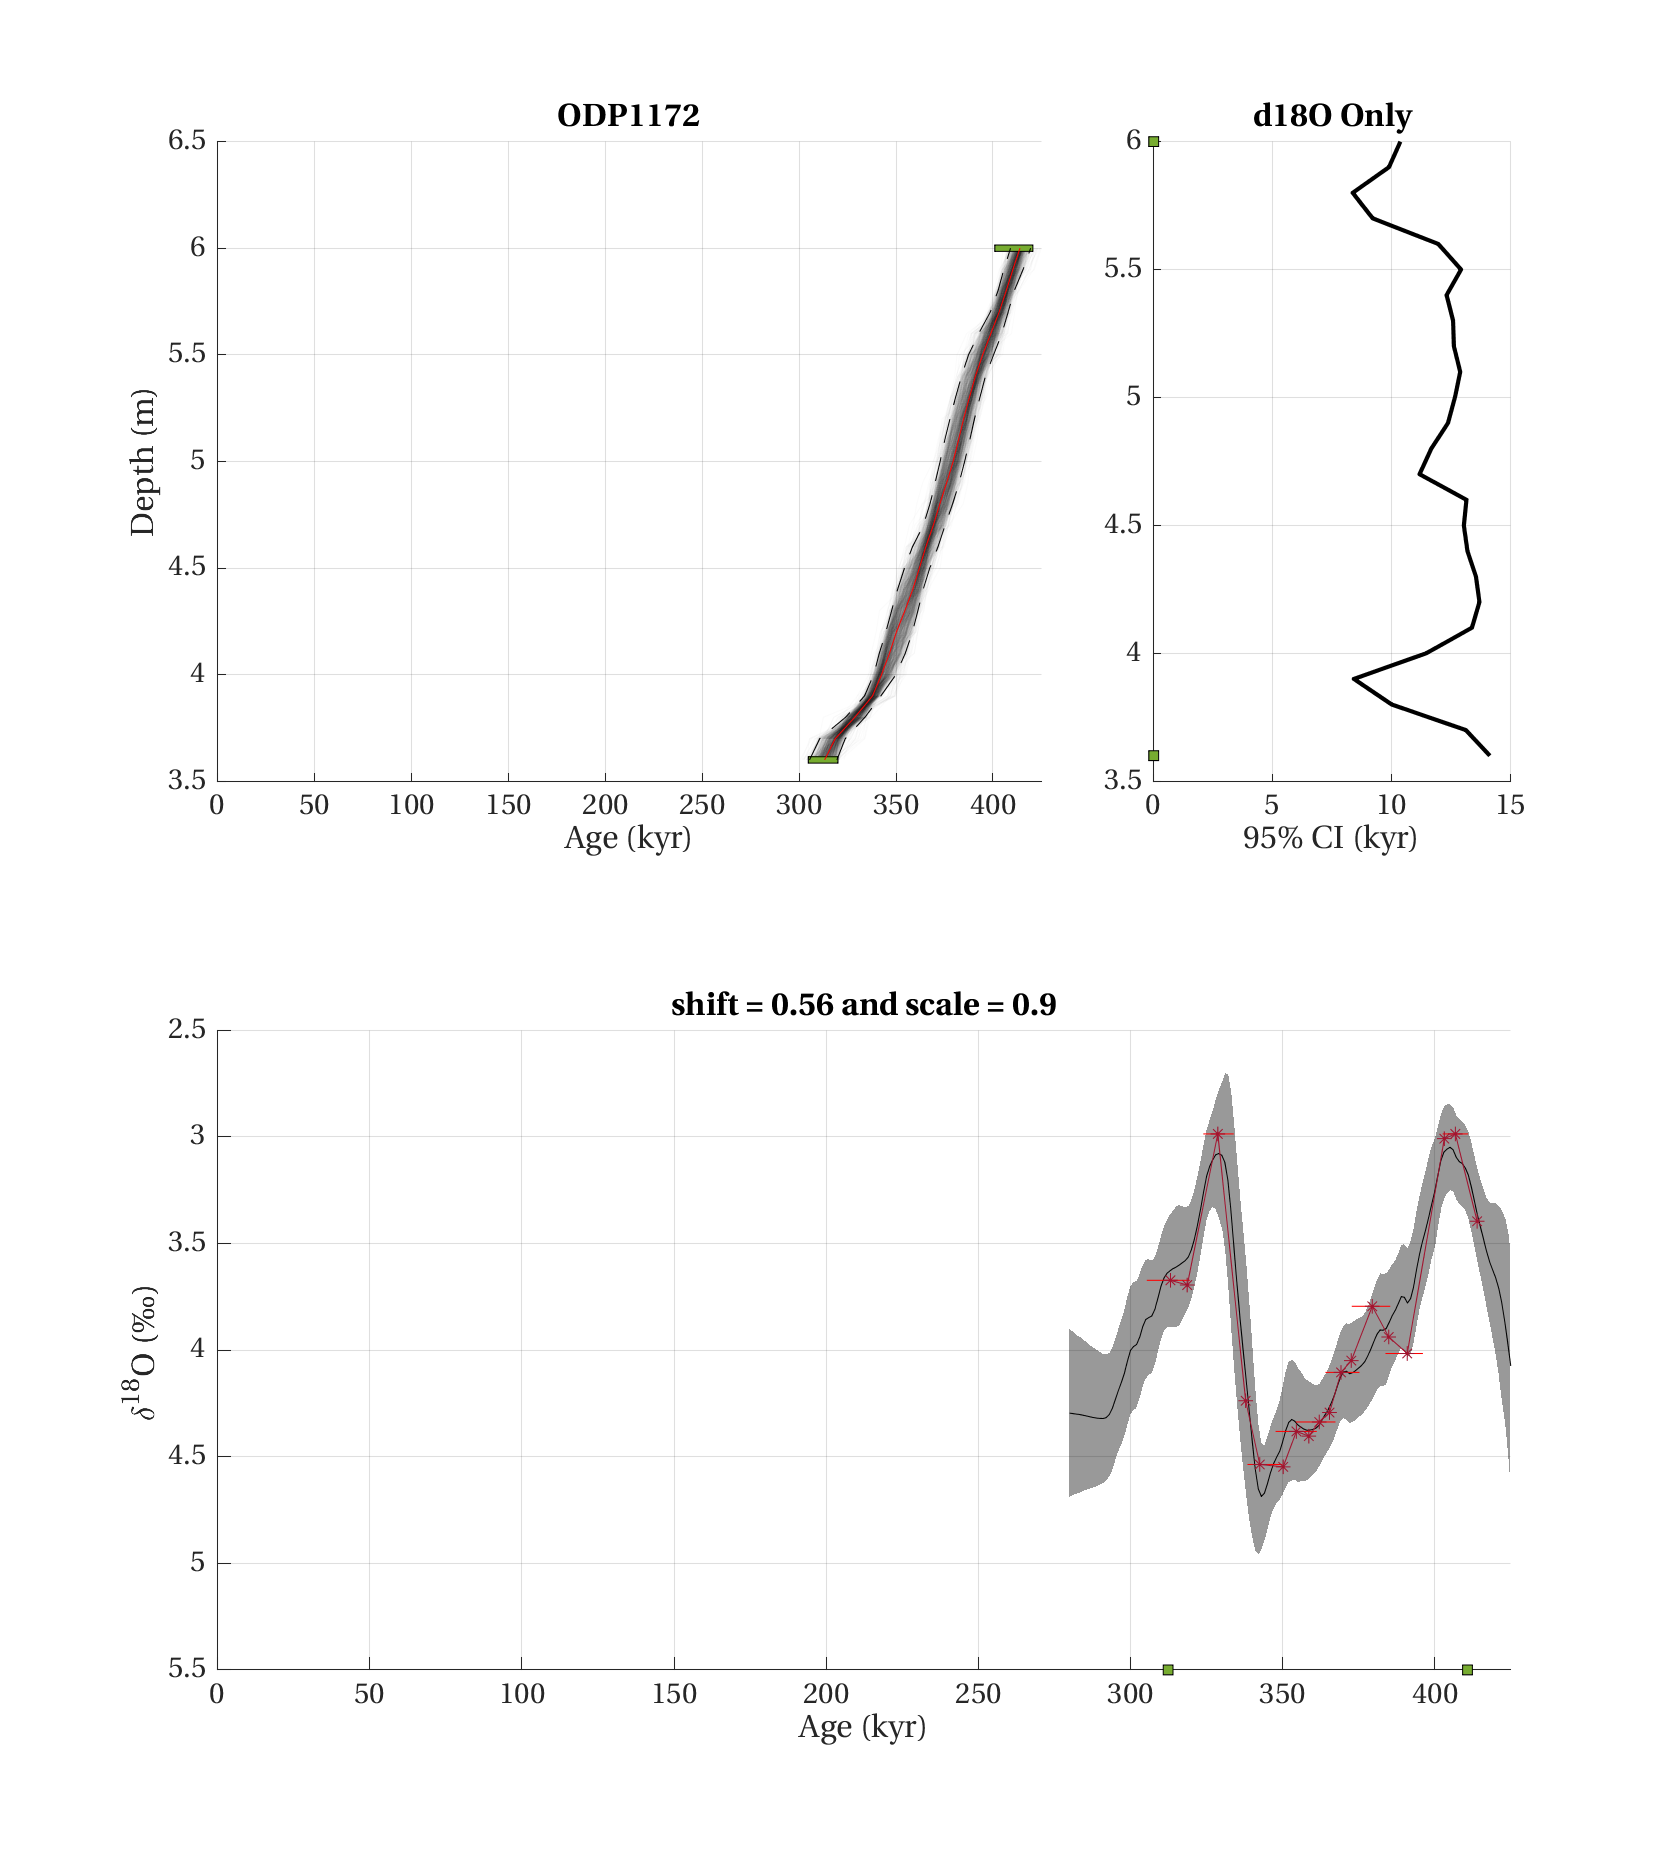 ODP1172
6.5
6
5.5
5
4.5
4
3.5
Depth (m)
0 50 100 150 200 250 300 350 400
Age (kyr)
d18O Only
6
5.5
5
4.5
4
3.5
0 5 10 15
95% CI (kyr)
shift = 0.56 and scale = 0.9
2.5
3
3.5
4
4.5
5
5.5
δ¹⁸O (‰)
0 50 100 150 200 250 300 350 400
Age (kyr)